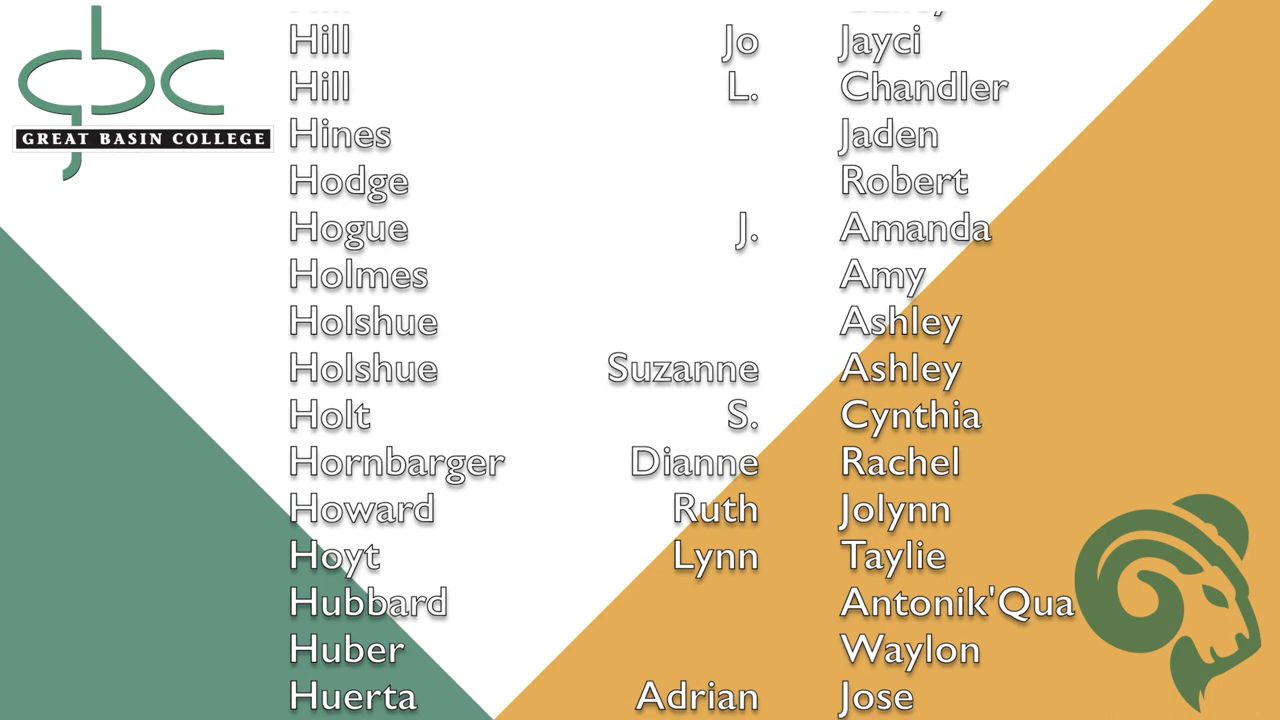 gbc
GREAT BASIN COLLEGE
Hill Jo Jayci
Hill L. Chandler
Hines Jaden
Hodge Robert
Hogue J. Amanda
Holmes Amy
Holshue Ashley
Holshue Suzanne Ashley
Holt S. Cynthia
Hornbarger Dianne Rachel
Howard Ruth Jolynn
Hoyt Lynn Taylie
Hubbard Antonik'Qua
Huber Waylon
Huerta Adrian Jose